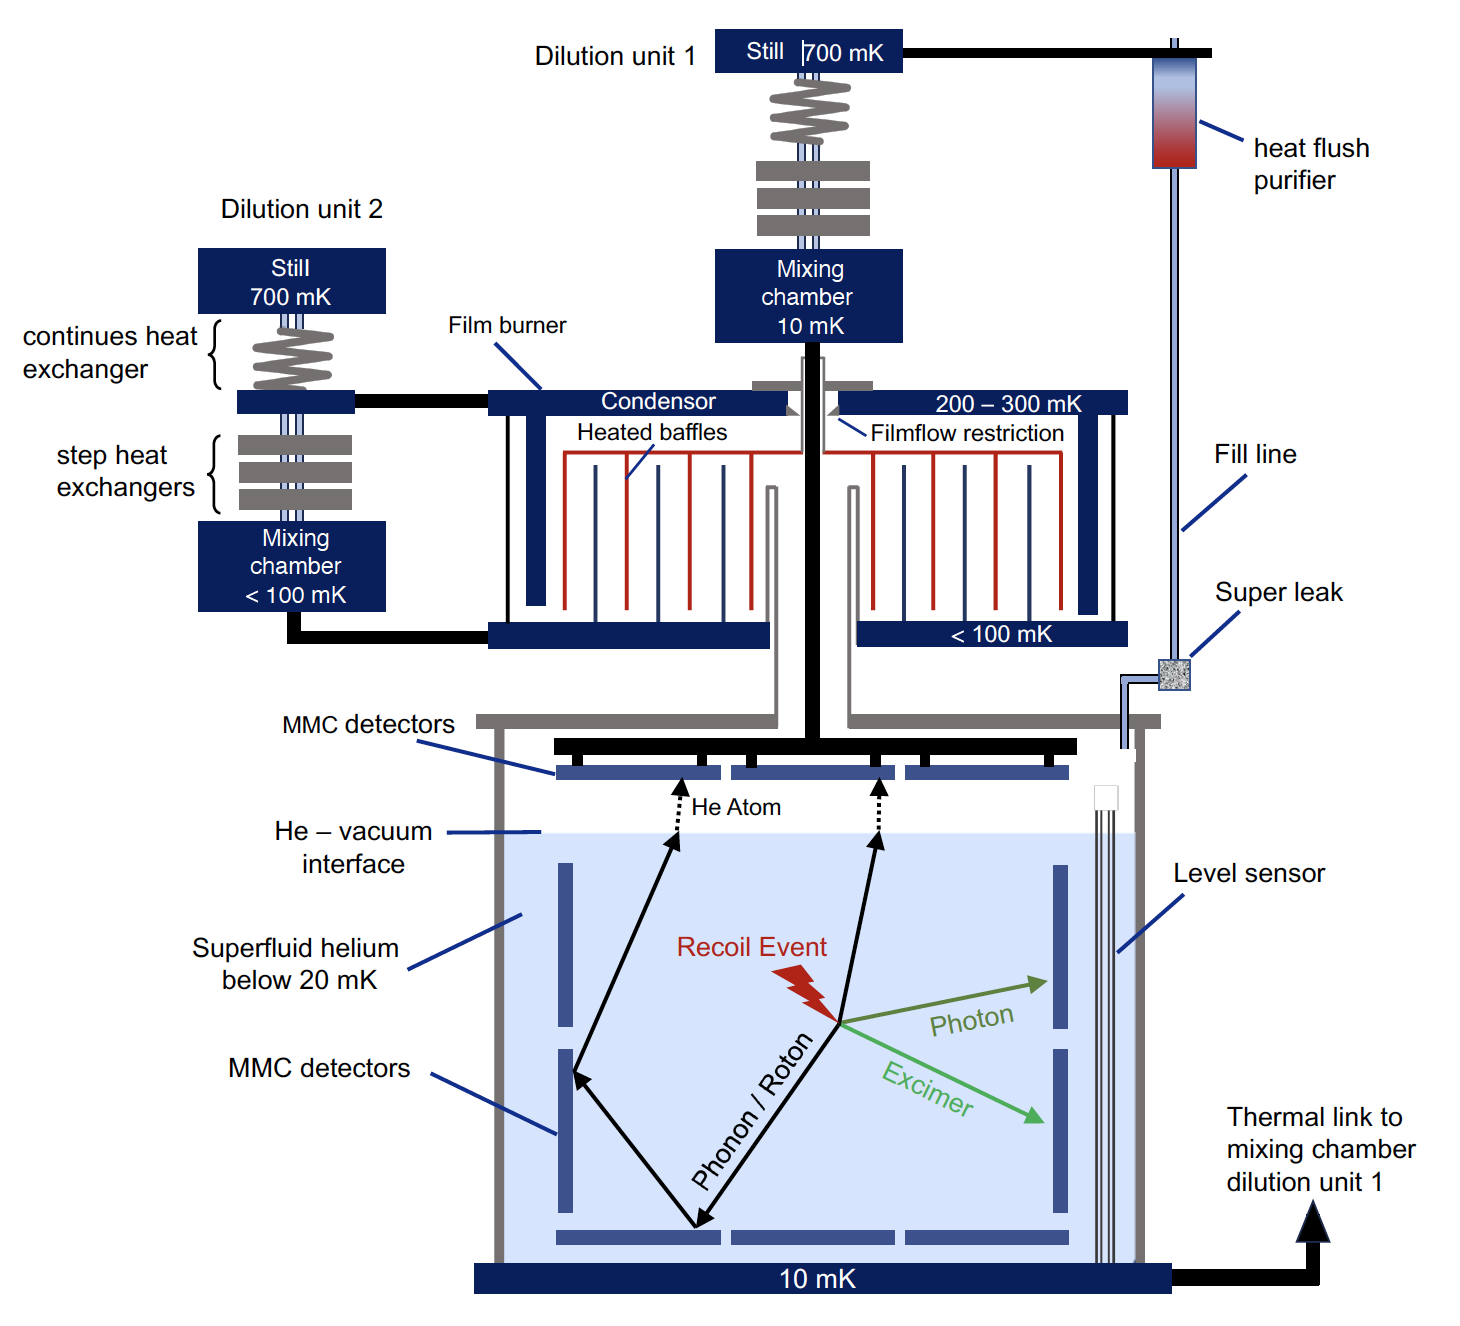 Dilution unit 1
Still 700 mK
heat flush
purifier
Mixing
chamber
10 mK
Dilution unit 2
Still
700 mK
continues heat
exchanger
step heat
exchangers
Mixing
chamber
< 100 mK
Film burner
Condensor
200 – 300 mK
Heated baffles
Filmflow restriction
Fill line
< 100 mK
Super leak
MMC detectors
He Atom
He – vacuum
interface
Level sensor
Superfluid helium
below 20 mK
Recoil Event
Photon
Excimer
Phonon / Roton
MMC detectors
Thermal link to
mixing chamber
dilution unit 1
10 mK